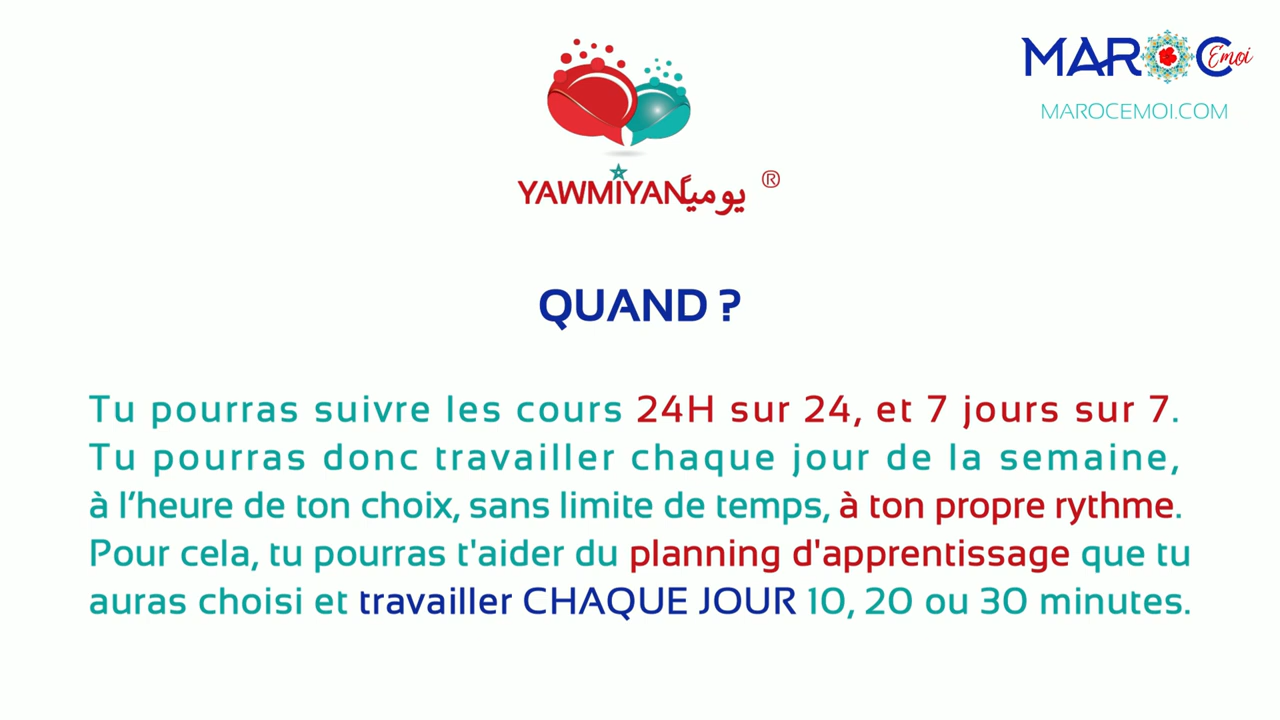 MAROC Emoi
MAROCEMOI.COM
YAWMIYAN يوميا ®
QUAND ?
Tu pourras suivre les cours 24H sur 24, et 7 jours sur 7.
Tu pourras donc travailler chaque jour de la semaine,
à l’heure de ton choix, sans limite de temps, à ton propre rythme.
Pour cela, tu pourras t'aider du planning d'apprentissage que tu
auras choisi et travailler CHAQUE JOUR 10, 20 ou 30 minutes.